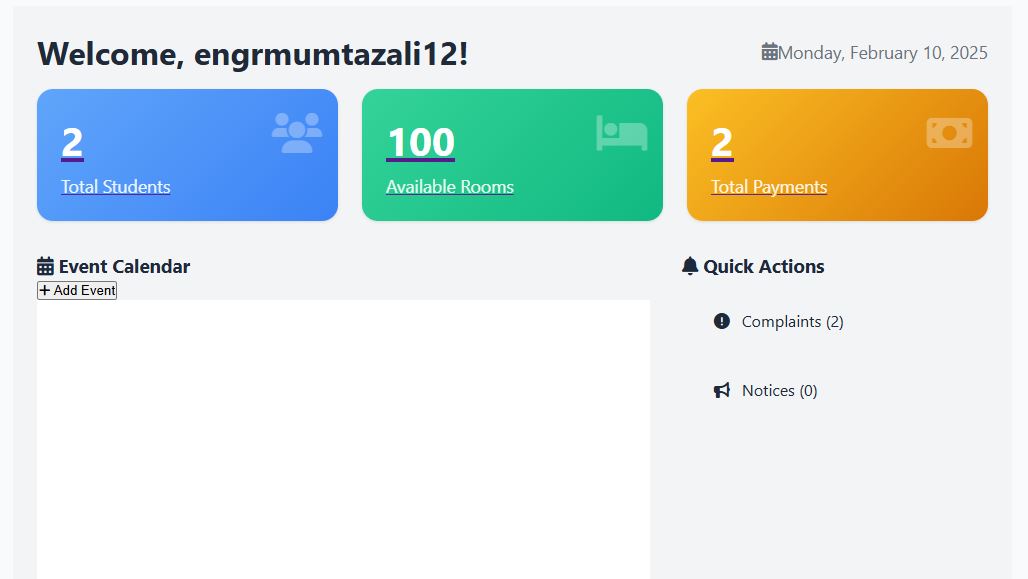 Welcome, engrmumtazali12!
Monday, February 10, 2025
2
Total Students
100
Available Rooms
2
Total Payments
Event Calendar
+ Add Event
Quick Actions
Complaints (2)
Notices (0)